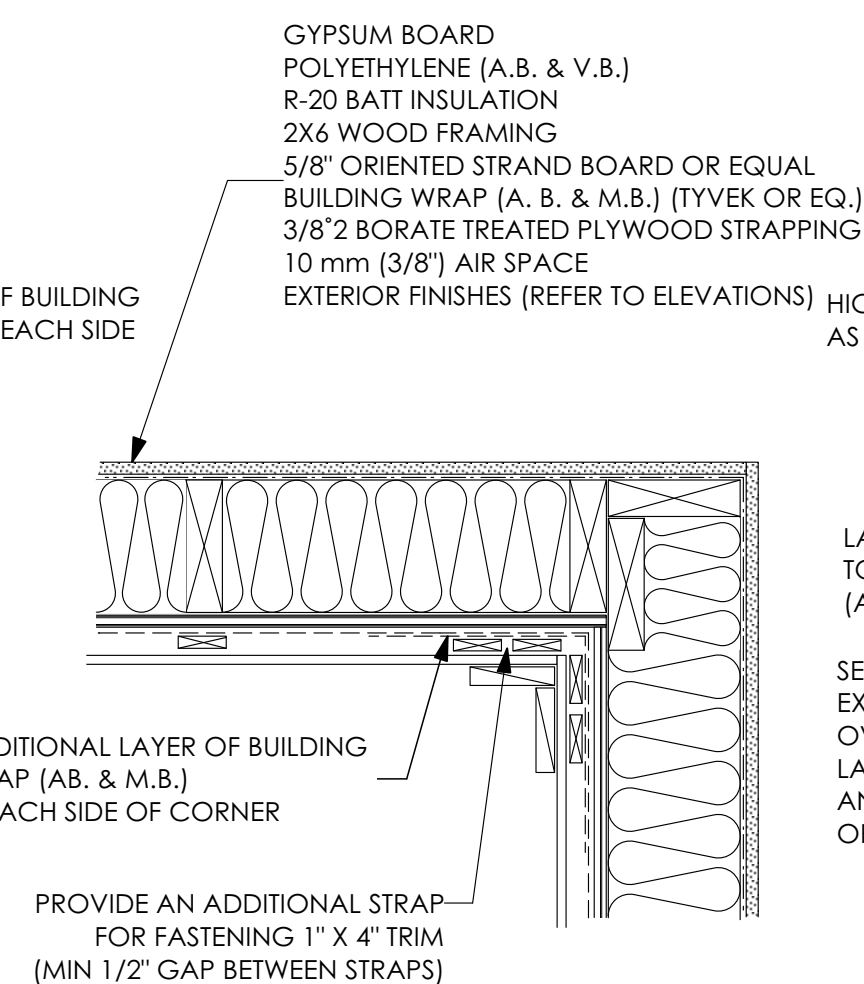 GYPSUM BOARD
POLYETHYLENE (A.B. & V.B.)
R-20 BATT INSULATION
2X6 WOOD FRAMING
5/8" ORIENTED STRAND BOARD OR EQUAL
BUILDING WRAP (A. B. & M.B.) (TYVEK OR EQ.)
3/8°2 BORATE TREATED PLYWOOD STRAPPING
10 mm (3/8") AIR SPACE
EXTERIOR FINISHES (REFER TO ELEVATIONS)
F BUILDING
EACH SIDE
HIG
AS
LA
TO
(A
SE
EX
OV
LA
AN
OF
DITIONAL LAYER OF BUILDING
AP (AB. & M.B.)
ACH SIDE OF CORNER
PROVIDE AN ADDITIONAL STRAP
FOR FASTENING 1" X 4" TRIM
(MIN 1/2" GAP BETWEEN STRAPS)